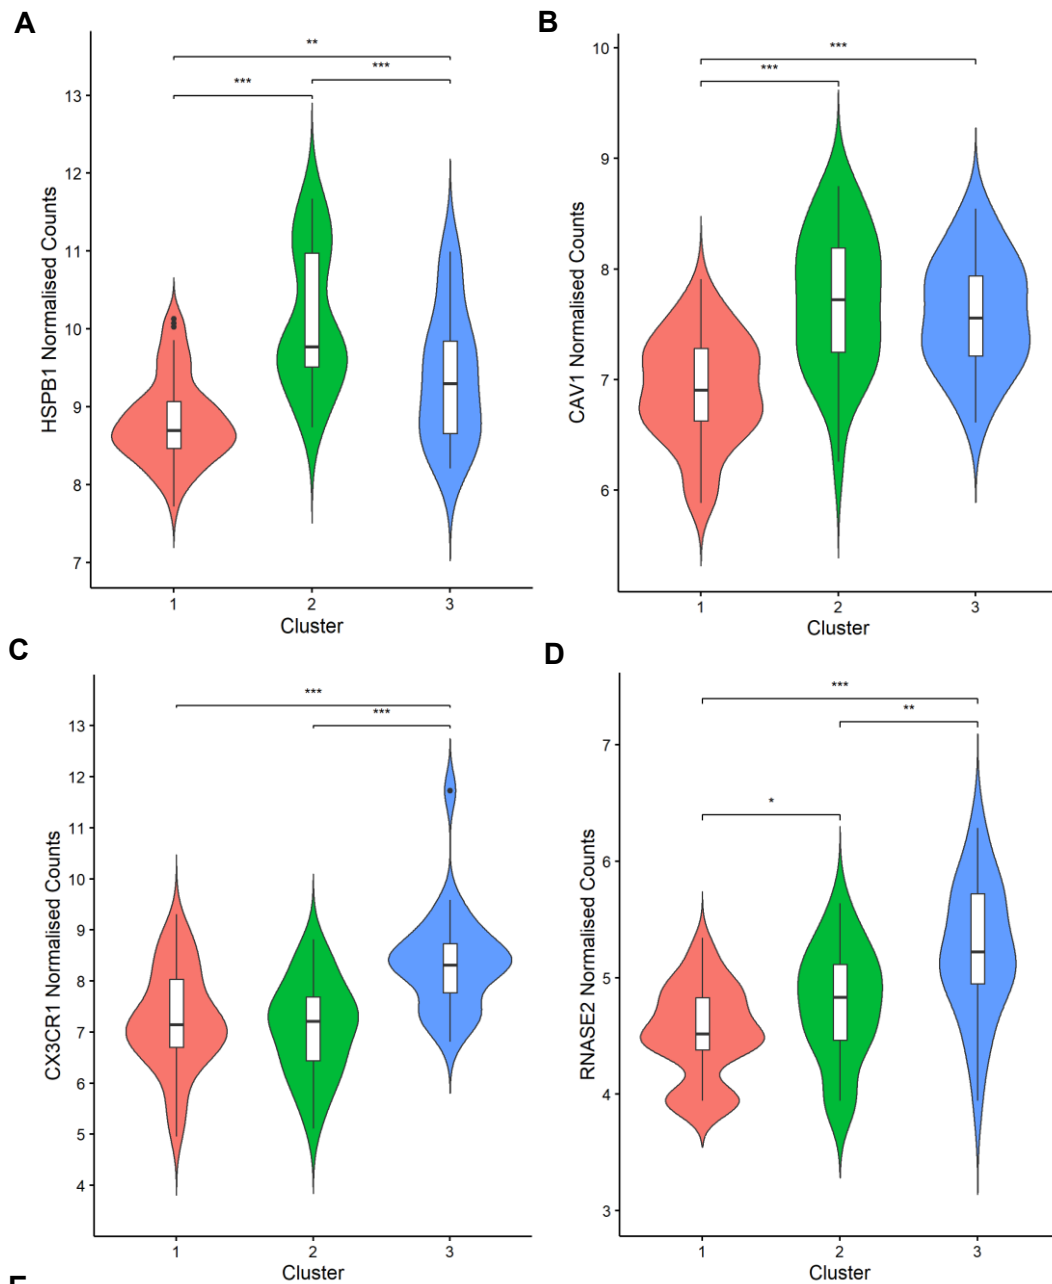 A
**
***
***
13
12
11
10
9
8
7
HSPB1 Normalised Counts
1 2 3
Cluster
B
***
***
10
9
8
7
6
CAV1 Normalised Counts
1 2 3
Cluster
C
***
***
13
12
11
10
9
8
7
6
5
4
CX3CR1 Normalised Counts
1 2 3
Cluster
D
***
**
*
7
6
5
4
3
RNASE2 Normalised Counts
1 2 3
Cluster